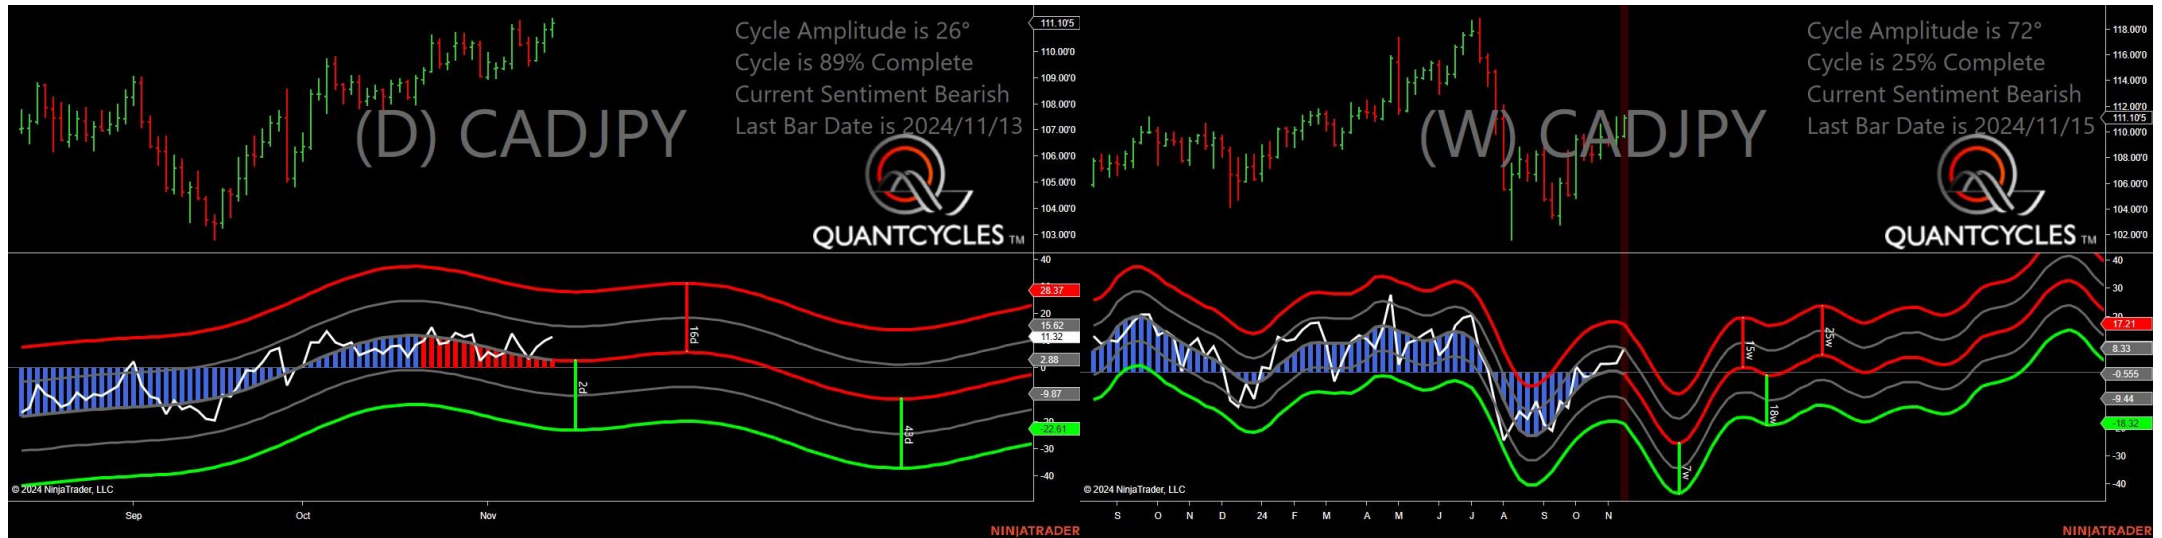 Cycle Amplitude is 26°
Cycle is 89% Complete
Current Sentiment Bearish
Last Bar Date is 2024/11/13
(D) CADJPY
QUANTCYCLES TM
111.10'5
110.00'0
109.00'0
108.00'0
107.00'0
106.00'0
105.00'0
104.00'0
103.00'0
40
28.37
20
15.62
11.32
2.88
0
-9.87
-22.61
-30
-40
16d
2d
43d
© 2024 NinjaTrader, LLC
Sep Oct Nov
NINJATRADER
Cycle Amplitude is 72°
Cycle is 25% Complete
Current Sentiment Bearish
Last Bar Date is 2024/11/15
(W) CADJPY
QUANTCYCLES TM
118.00'0
116.00'0
114.00'0
112.00'0
111.10'5
110.00'0
108.00'0
106.00'0
104.00'0
102.00'0
40
30
17.21
8.33
-0.555
-9.44
-18.32
-30
-40
15w
25w
18w
7w
© 2024 NinjaTrader, LLC
S O N D 24 F M A M J J A S O N
NINJATRADER